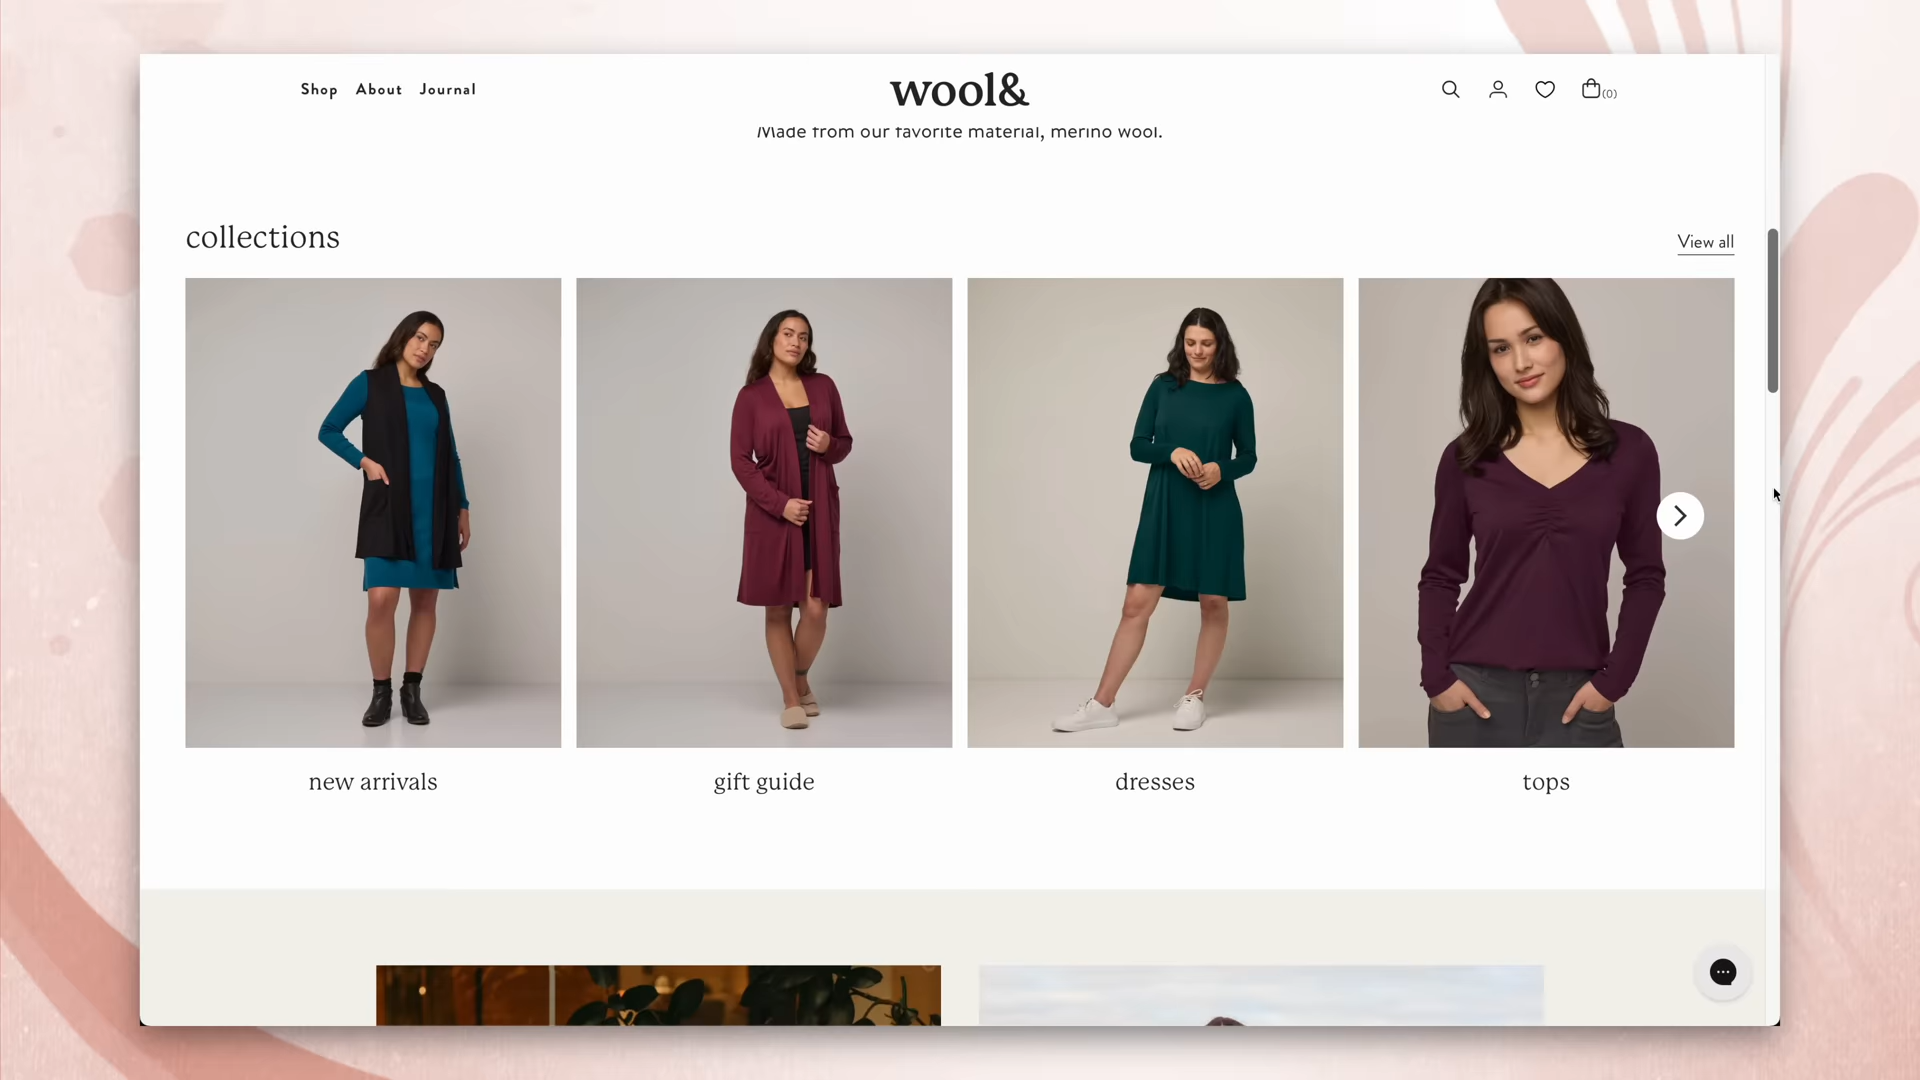 Shop About Journal
wool&
(0)
Made from our favorite material, merino wool.
collections
View all
new arrivals
gift guide
dresses
tops